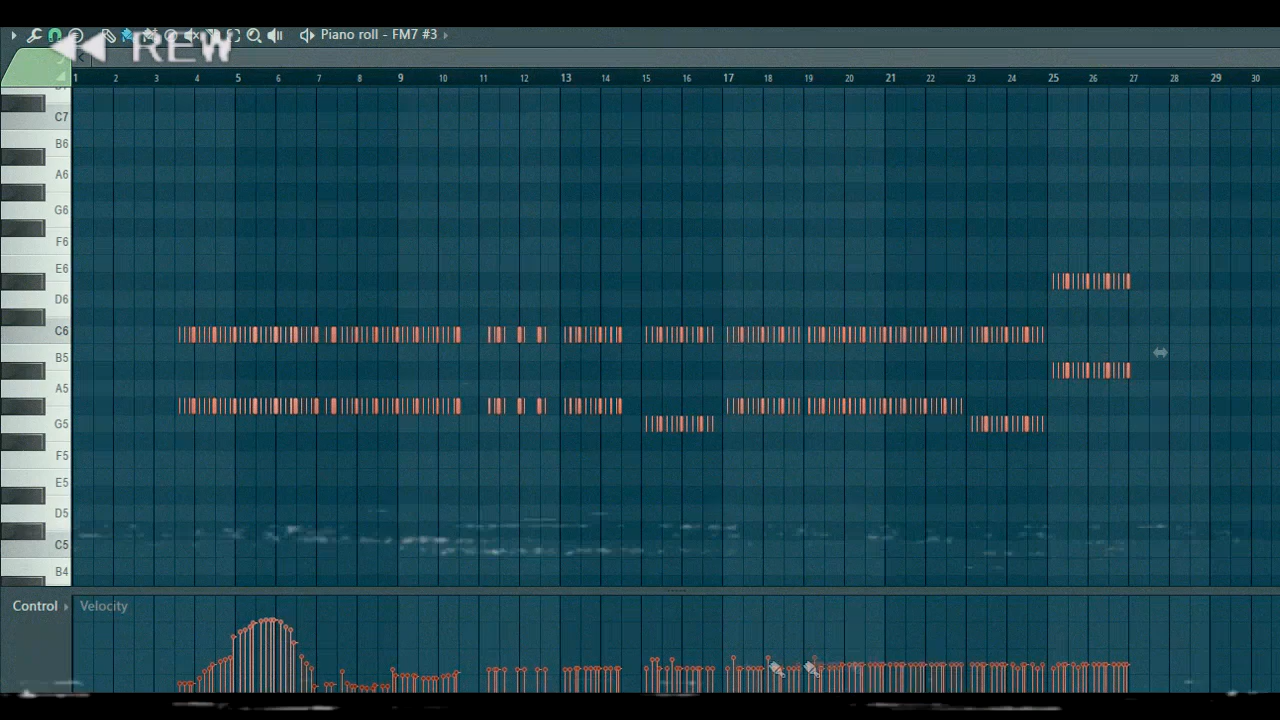 Piano roll - FM7 #3
REW
1 2 3 4 5 6 7 8 9 10 11 12 13 14 15 16 17 18 19 20 21 22 23 24 25 26 27 28 29 30
C7
B6
A6
G6
F6
E6
D6
C6
B5
A5
G5
F5
E5
D5
C5
B4
Control
Velocity